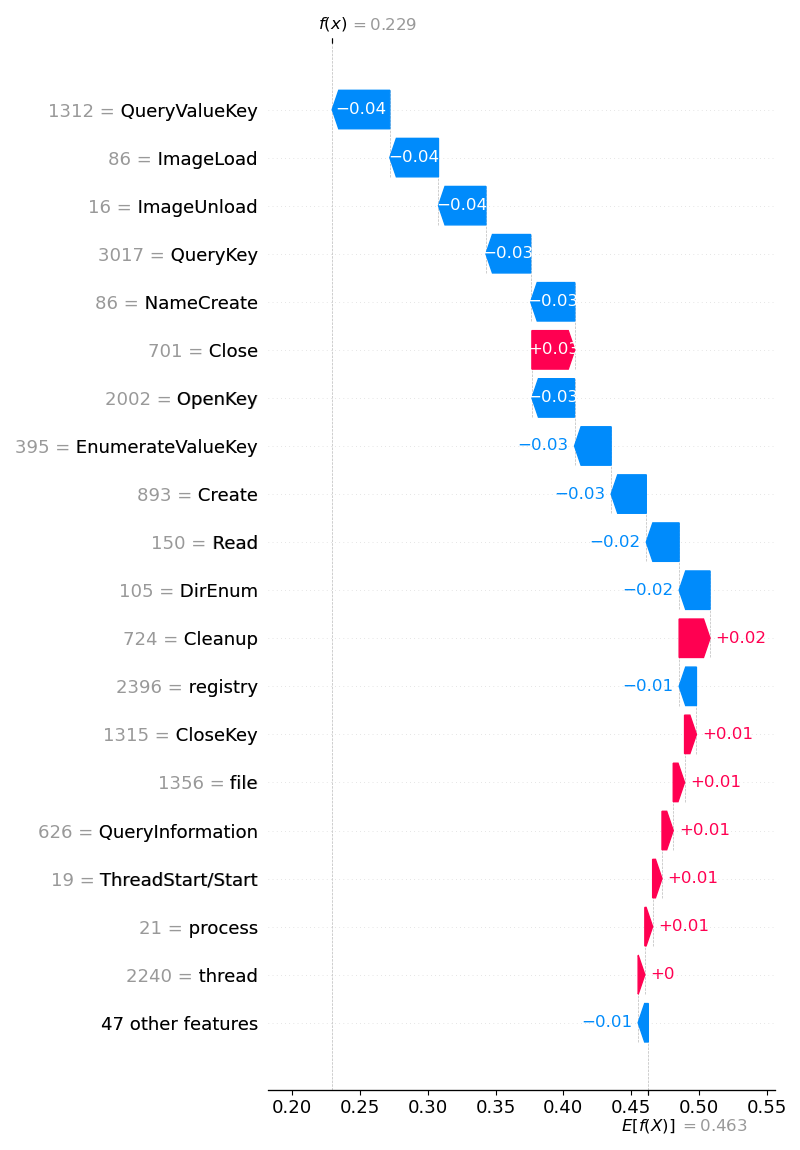 f(x) = 0.229
1312 = QueryValueKey −0.04
86 = ImageLoad −0.04
16 = ImageUnload −0.04
3017 = QueryKey −0.03
86 = NameCreate −0.03
701 = Close +0.03
2002 = OpenKey −0.03
395 = EnumerateValueKey −0.03
893 = Create −0.03
150 = Read −0.02
105 = DirEnum −0.02
724 = Cleanup +0.02
2396 = registry −0.01
1315 = CloseKey +0.01
1356 = file +0.01
626 = QueryInformation +0.01
19 = ThreadStart/Start +0.01
21 = process +0.01
2240 = thread +0
47 other features −0.01
0.20 0.25 0.30 0.35 0.40 0.45 0.50 0.55
E[f(X)] = 0.463